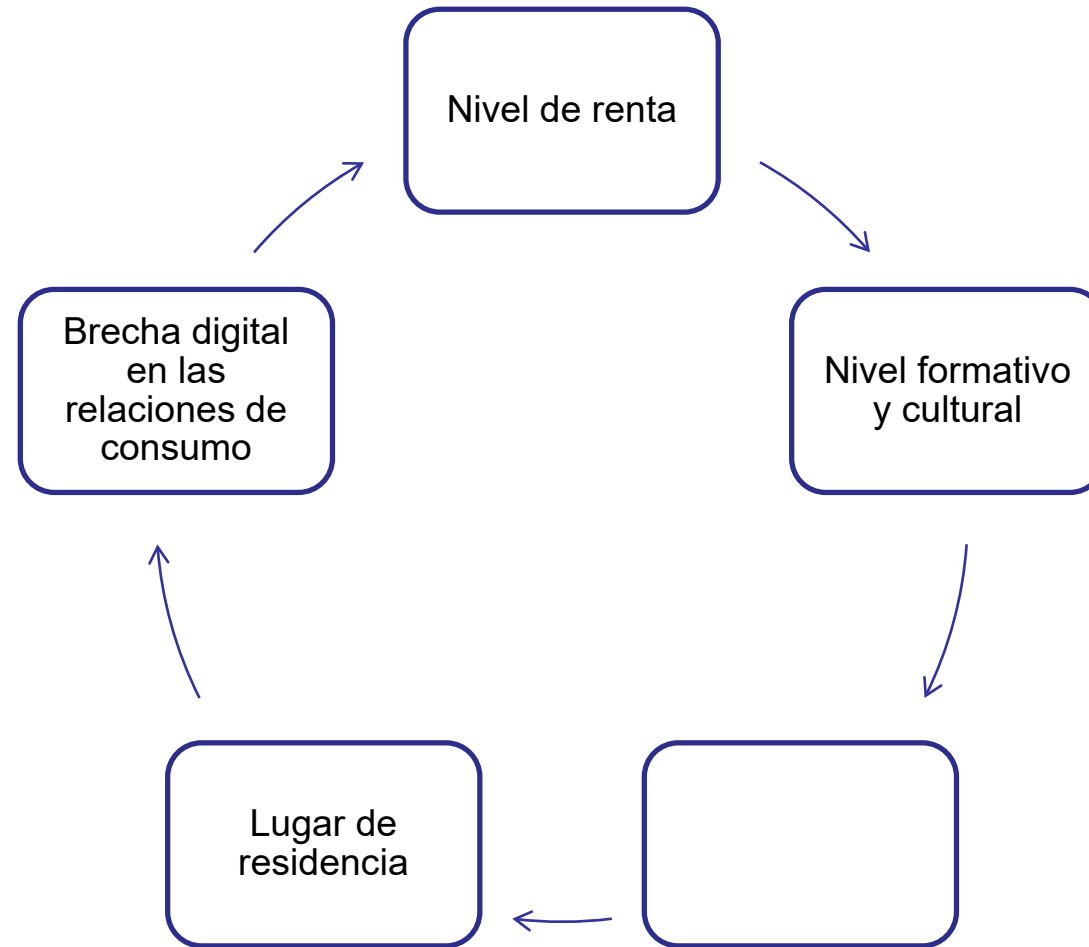 Nivel de renta
Brecha digital
en las
relaciones de
consumo
Nivel formativo
y cultural
Lugar de
residencia